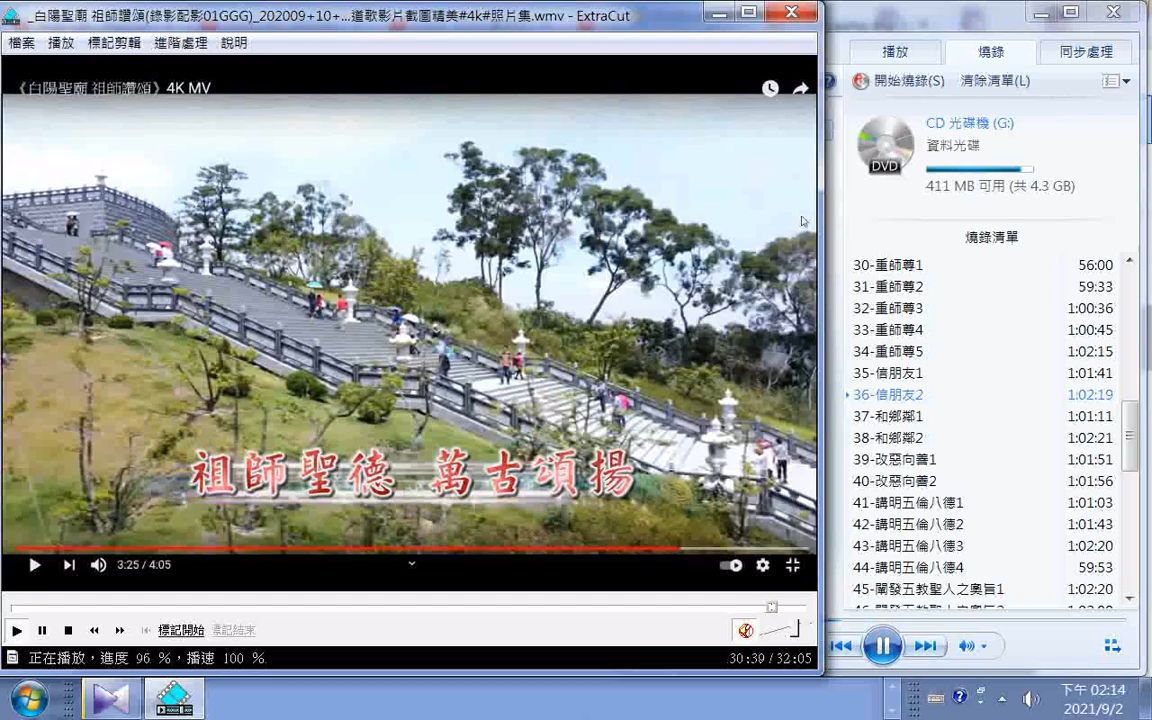 _白陽聖廟 祖師讚頌(錄影配影01GGG)_202009+10+...道歌影片截圖精美#4k#照片集.wmv - ExtraCut
檔案 播放 標記剪輯 進階處理 說明
《白陽聖廟 祖師讚頌》4K MV
祖師聖德 萬古頌揚
3:25 / 4:05
標記開始 標記結束
正在播放，進度 96 %，播速 100 %
30:39 / 32:05
播放 燒錄 同步處理
開始燒錄(S) 清除清單(L)
CD 光碟機 (G:)
資料光碟
DVD
411 MB 可用 (共 4.3 GB)
燒錄清單
30-重師尊1 56:00
31-重師尊2 59:33
32-重師尊3 1:00:36
33-重師尊4 1:00:45
34-重師尊5 1:02:15
35-信朋友1 1:01:41
36-信朋友2 1:02:19
37-和鄉鄰1 1:01:11
38-和鄉鄰2 1:02:21
39-改惡向善1 1:01:51
40-改惡向善2 1:01:56
41-講明五倫八德1 1:01:03
42-講明五倫八德2 1:01:43
43-講明五倫八德3 1:02:20
44-講明五倫八德4 59:53
45-闡發五教聖人之奧旨1 1:02:20
下午 02:14
2021/9/2